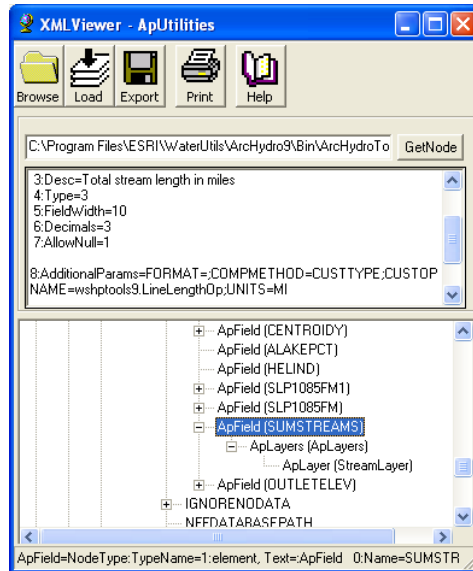 XMLViewer - ApUtilities
Browse Load Export Print Help
C:\Program Files\ESRI\WaterUtils\ArcHydro9\Bin\ArcHydroTo GetNode
3:Desc=Total stream length in miles
4:Type=3
5:FieldWidth=10
6:Decimals=3
7:AllowNull=1
8:AdditionalParams=FORMAT=;COMPMETHOD=CUSTTYPE;CUSTOP
NAME=wshptools9.LineLengthOp;UNITS=MI
ApField (CENTROIDY)
ApField (ALAKEPCT)
ApField (HELIND)
ApField (SLP1085FM1)
ApField (SLP1085FM)
ApField (SUMSTREAMS)
ApLayers (ApLayers)
ApLayer (StreamLayer)
ApField (OUTLETELEV)
IGNORENODATA
NFFDATABASEPATH
ApField=NodeType:TypeName=1:element, Text=:ApField 0:Name=SUMSTR